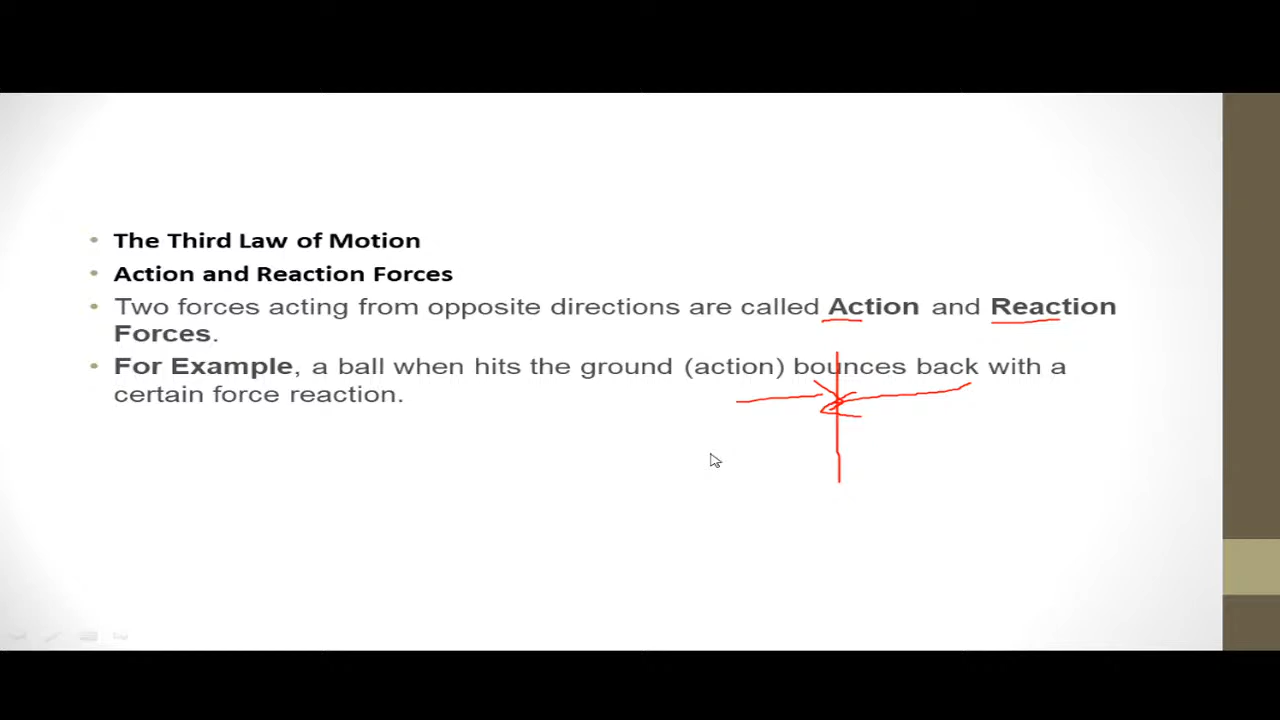 • The Third Law of Motion
• Action and Reaction Forces
• Two forces acting from opposite directions are called Action and Reaction
Forces.
• For Example, a ball when hits the ground (action) bounces back with a
certain force reaction.